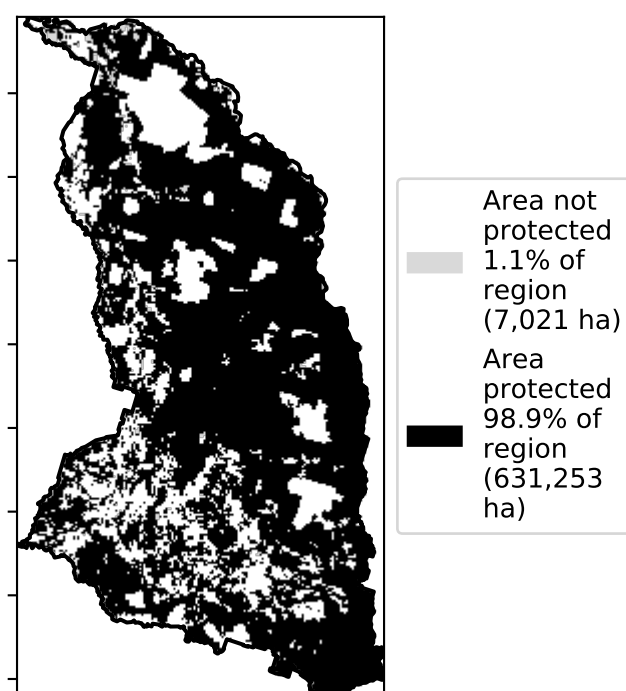 Area not
protected
1.1% of
region
(7,021 ha)
Area
protected
98.9% of
region
(631,253
ha)